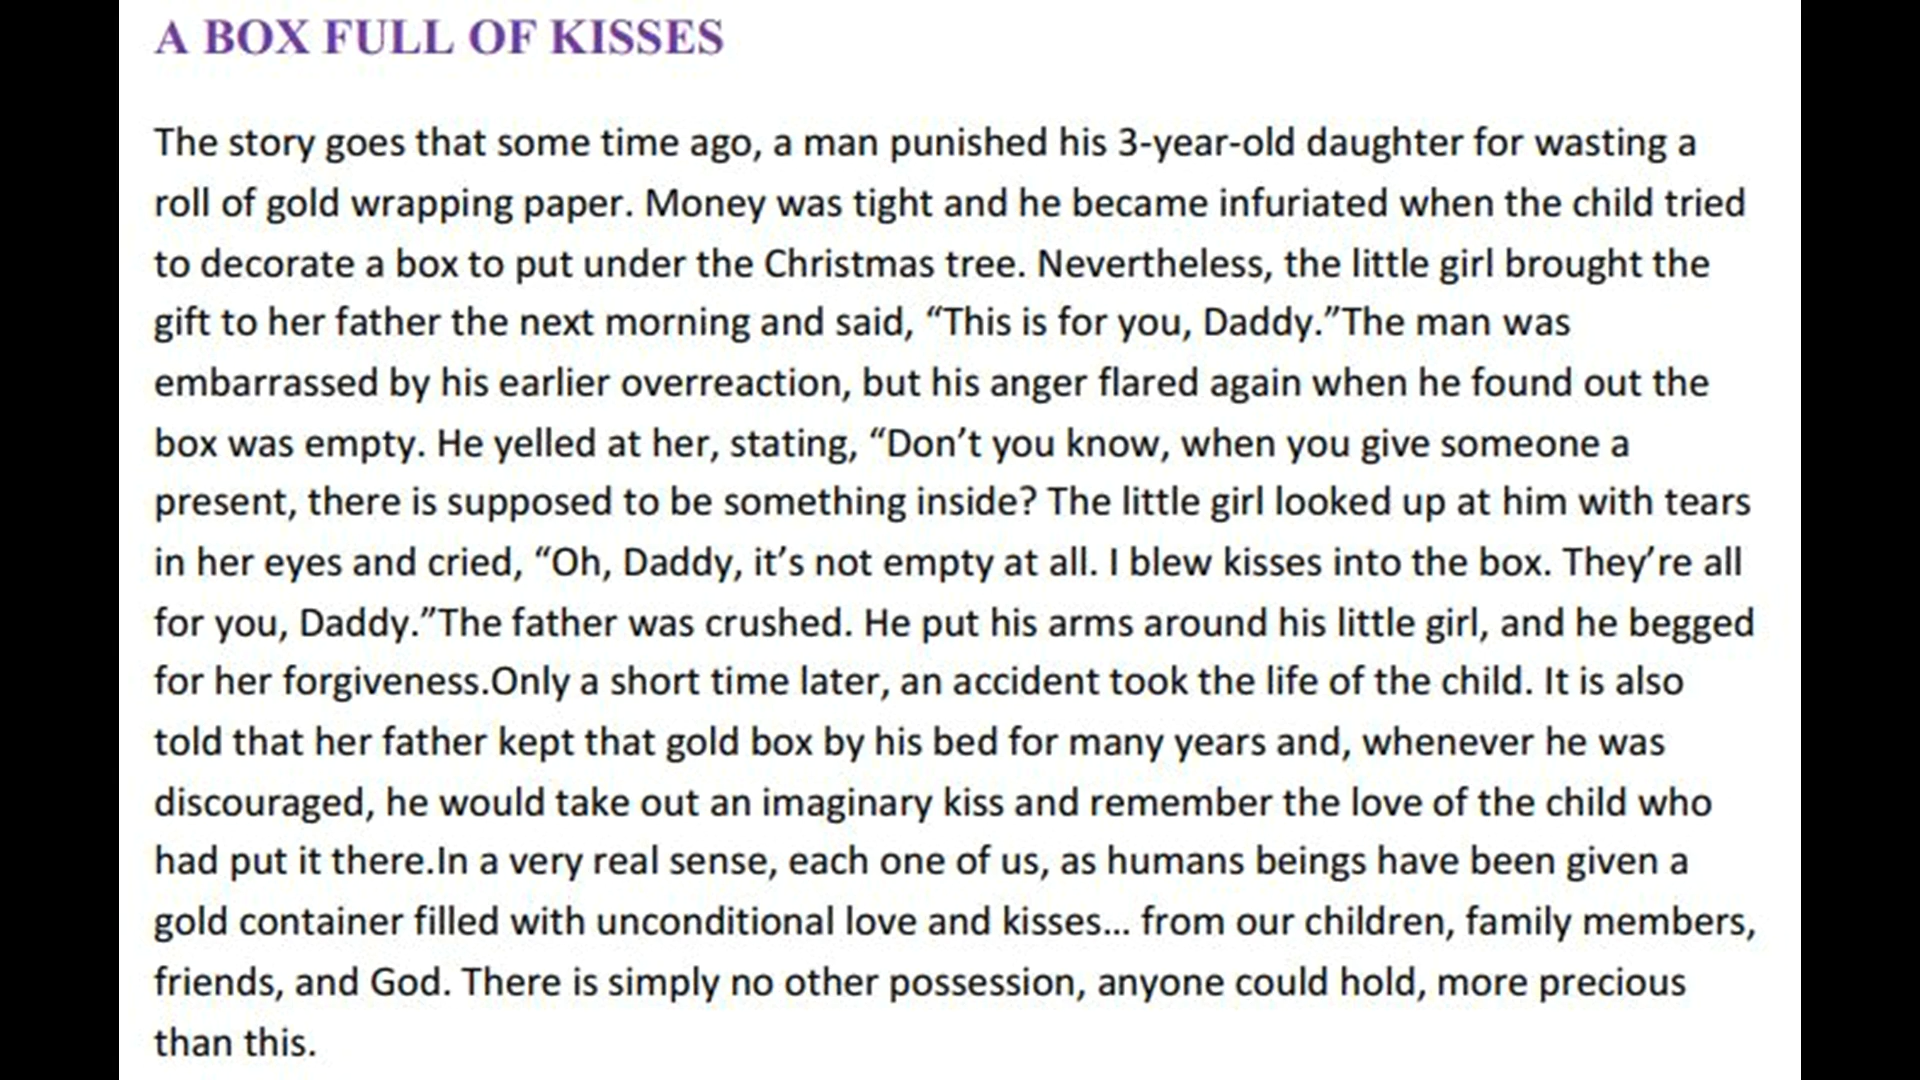 A BOX FULL OF KISSES
The story goes that some time ago, a man punished his 3-year-old daughter for wasting a
roll of gold wrapping paper. Money was tight and he became infuriated when the child tried
to decorate a box to put under the Christmas tree. Nevertheless, the little girl brought the
gift to her father the next morning and said, “This is for you, Daddy.”The man was
embarrassed by his earlier overreaction, but his anger flared again when he found out the
box was empty. He yelled at her, stating, “Don’t you know, when you give someone a
present, there is supposed to be something inside? The little girl looked up at him with tears
in her eyes and cried, “Oh, Daddy, it’s not empty at all. I blew kisses into the box. They’re all
for you, Daddy.”The father was crushed. He put his arms around his little girl, and he begged
for her forgiveness.Only a short time later, an accident took the life of the child. It is also
told that her father kept that gold box by his bed for many years and, whenever he was
discouraged, he would take out an imaginary kiss and remember the love of the child who
had put it there.In a very real sense, each one of us, as humans beings have been given a
gold container filled with unconditional love and kisses... from our children, family members,
friends, and God. There is simply no other possession, anyone could hold, more precious
than this.